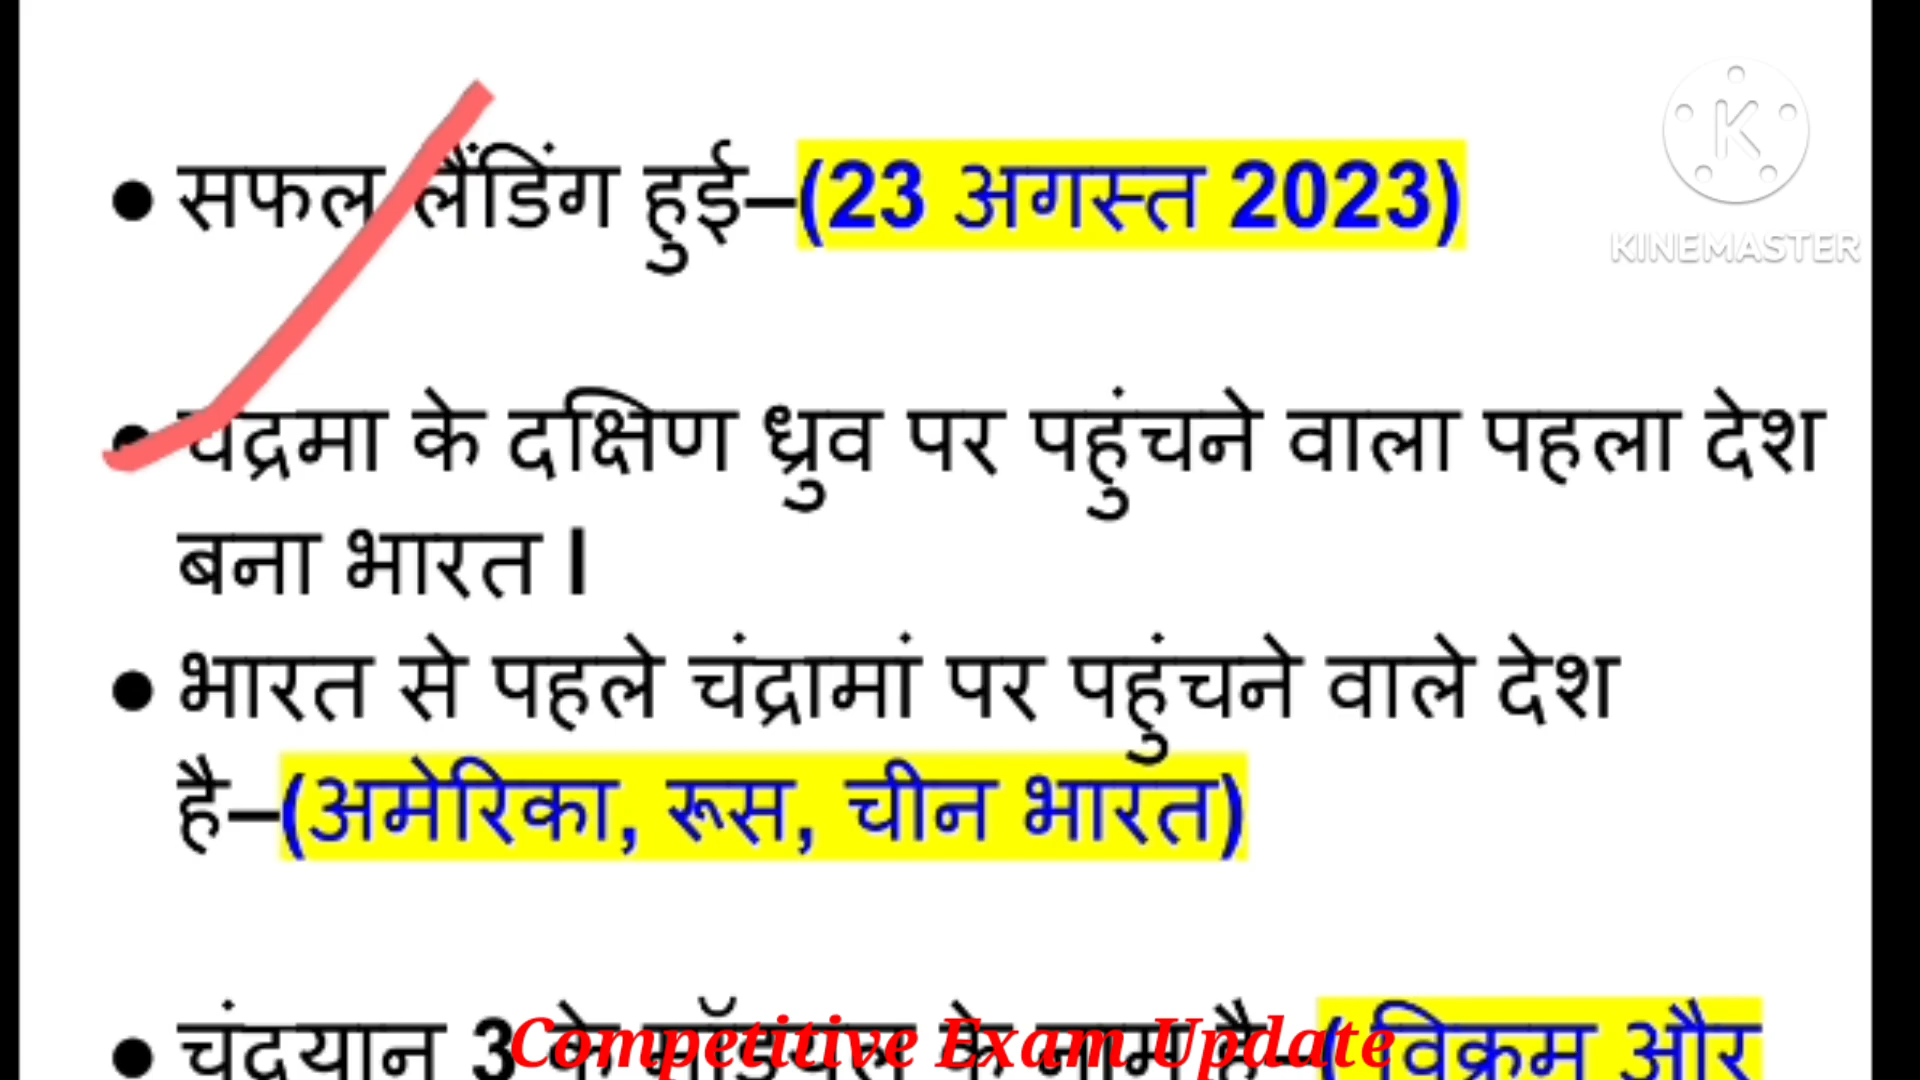 • सफल लैंडिंग हुई–(23 अगस्त 2023)
KINEMASTER
• चंद्रमा के दक्षिण ध्रुव पर पहुंचने वाला पहला देश
बना भारत।
• भारत से पहले चंद्रामां पर पहुंचने वाले देश
है–(अमेरिका, रूस, चीन भारत)
• चंद्रयान 3 के मॉड्यूल के नाम है–( विक्रम और
Competitive Exam Update